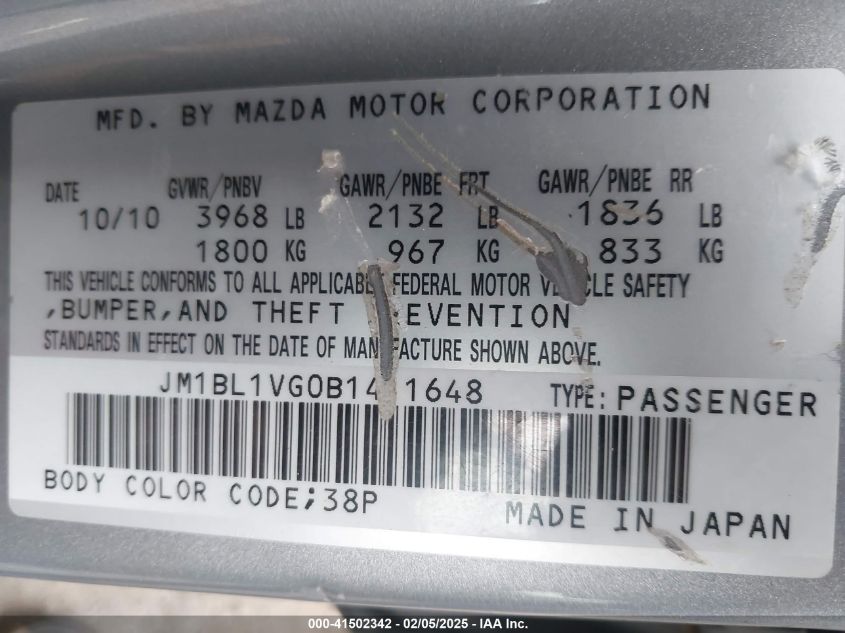 MFD. BY MAZDA MOTOR CORPORATION
DATE GVWR/PNBV GAWR/PNBE FRT GAWR/PNBE RR
10/10 3968 LB 2132 LB 1836 LB
1800 KG 967 KG 833 KG
THIS VEHICLE CONFORMS TO ALL APPLICABLE FEDERAL MOTOR VEHICLE SAFETY
,BUMPER,AND THEFT PREVENTION
STANDARDS IN EFFECT ON THE DATE OF MANUFACTURE SHOWN ABOVE.
TYPE: PASSENGER
BODY COLOR CODE;38P
MADE IN JAPAN
000-41502342 - 02/05/2025 - IAAI Inc.